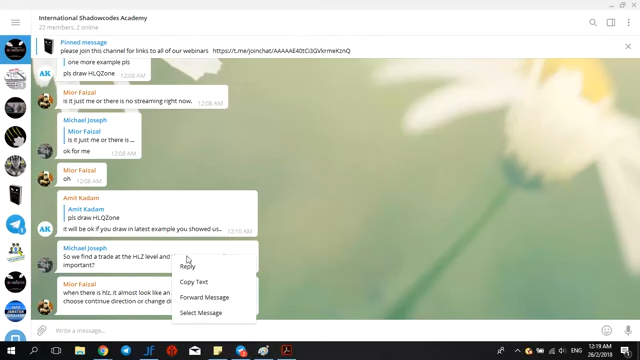 International Shadowcodes Academy
22 members, 2 online
Pinned message
please join this channel for links to all of our webinars https://t.me/joinchat/AAAAAE40tCi3GVkrmeKznQ
one more example pls
AK
pls draw HLQZone
12:08 AM
Mior Faizal
is it just me or there is no streaming right now.
12:08 AM
Michael Joseph
Mior Faizal
is it just me or there is ...
ok for me
12:08 AM
Mior Faizal
oh
12:08 AM
Amit Kadam
Amit Kadam
pls draw HLQZone
AK
it will be ok if you draw in latest example you showed us..
12:10 AM
Michael Joseph
So we find a trade at the HLZ level and
important?
Mior Faizal
when there is hlz, it almost look like an
choose continue direction or change di
Reply
Copy Text
Forward Message
Select Message
Write a message...
12:19 AM
26/2/2018